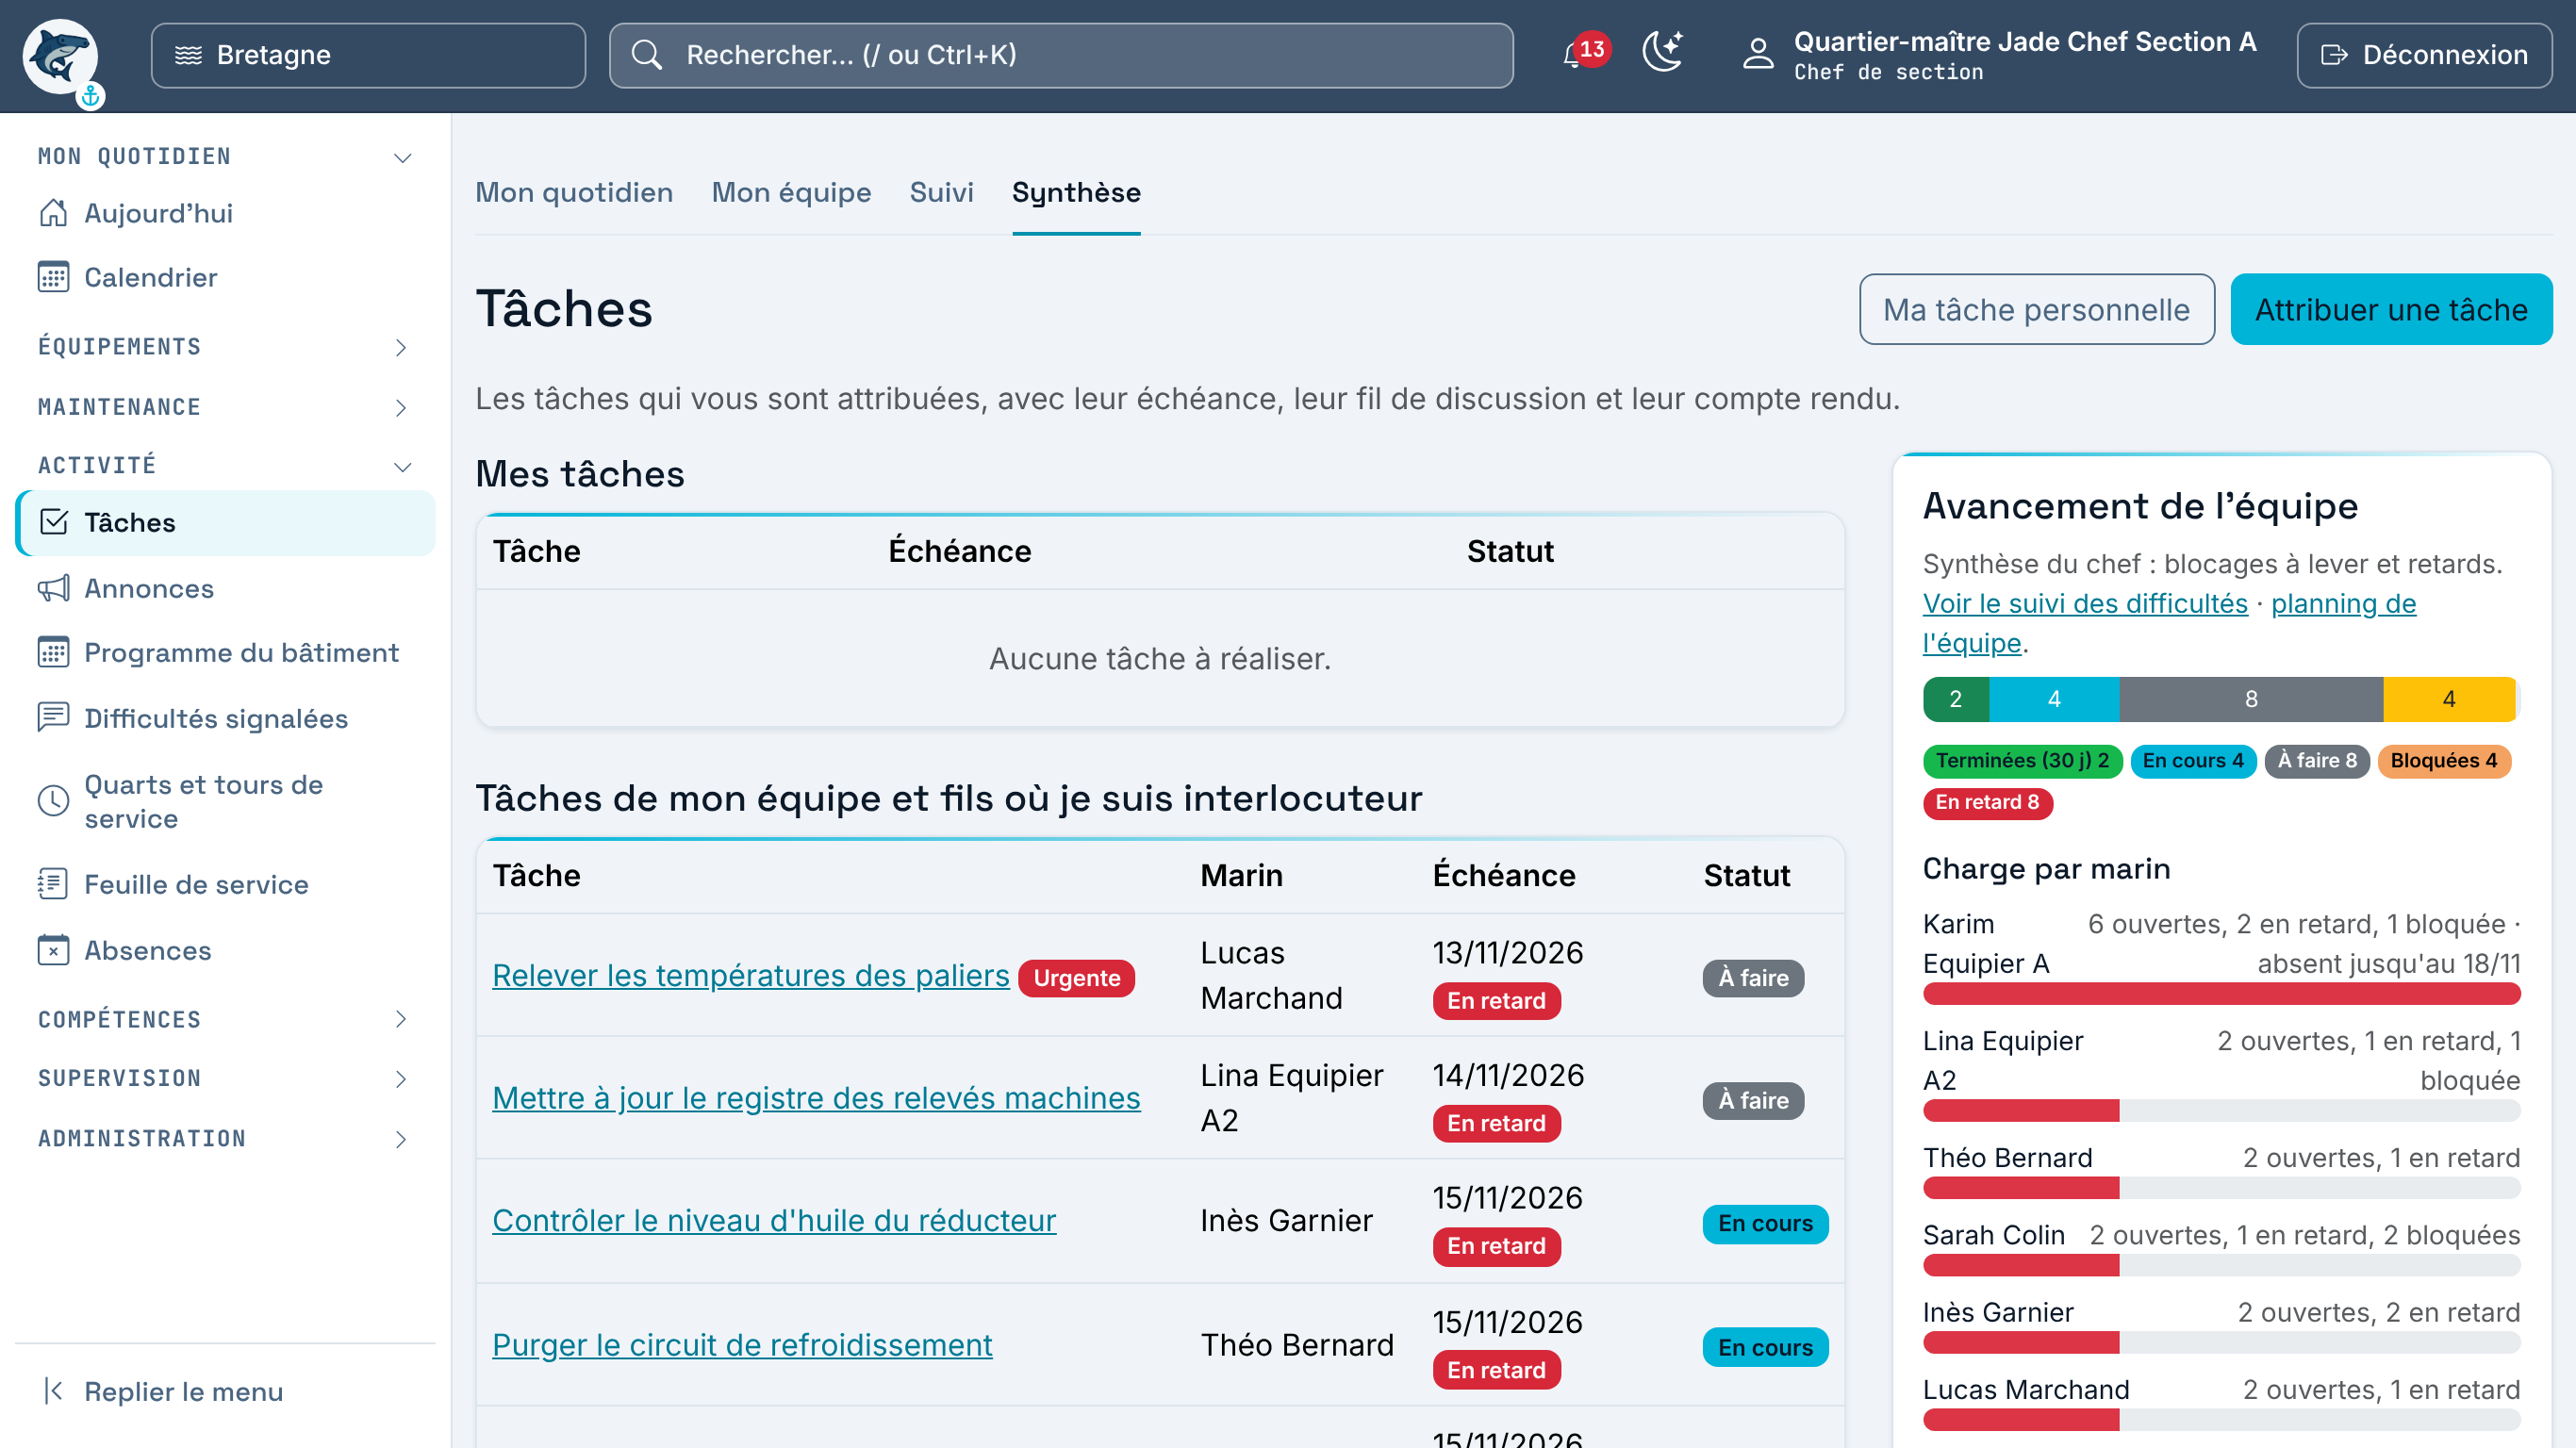 Bretagne
Rechercher... (/ ou Ctrl+K)
13
Quartier-maître Jade Chef Section A
Chef de section
Déconnexion
MON QUOTIDIEN
Aujourd'hui
Calendrier
ÉQUIPEMENTS
MAINTENANCE
ACTIVITÉ
Tâches
Annonces
Programme du bâtiment
Difficultés signalées
Quarts et tours de
service
Feuille de service
Absences
COMPÉTENCES
SUPERVISION
ADMINISTRATION
Replier le menu
Mon quotidien
Mon équipe
Suivi
Synthèse
Tâches
Ma tâche personnelle
Attribuer une tâche
Les tâches qui vous sont attribuées, avec leur échéance, leur fil de discussion et leur compte rendu.
Mes tâches
Tâche Échéance Statut
Aucune tâche à réaliser.
Tâches de mon équipe et fils où je suis interlocuteur
Tâche Marin Échéance Statut
Relever les températures des paliers Urgente
Lucas
Marchand
13/11/2026
En retard
À faire
Mettre à jour le registre des relevés machines
Lina Equipier
A2
14/11/2026
En retard
À faire
Contrôler le niveau d'huile du réducteur
Inès Garnier
15/11/2026
En retard
En cours
Purger le circuit de refroidissement
Théo Bernard
15/11/2026
En retard
En cours
15/11/2026
Avancement de l'équipe
Synthèse du chef : blocages à lever et retards.
Voir le suivi des difficultés · planning de
l'équipe.
2 4 8 4
Terminées (30 j) 2 En cours 4 À faire 8 Bloquées 4
En retard 8
Charge par marin
Karim
Equipier A
6 ouvertes, 2 en retard, 1 bloquée ·
absent jusqu'au 18/11
Lina Equipier
A2
2 ouvertes, 1 en retard, 1
bloquée
Théo Bernard 2 ouvertes, 1 en retard
Sarah Colin 2 ouvertes, 1 en retard, 2 bloquées
Inès Garnier 2 ouvertes, 2 en retard
Lucas Marchand 2 ouvertes, 1 en retard